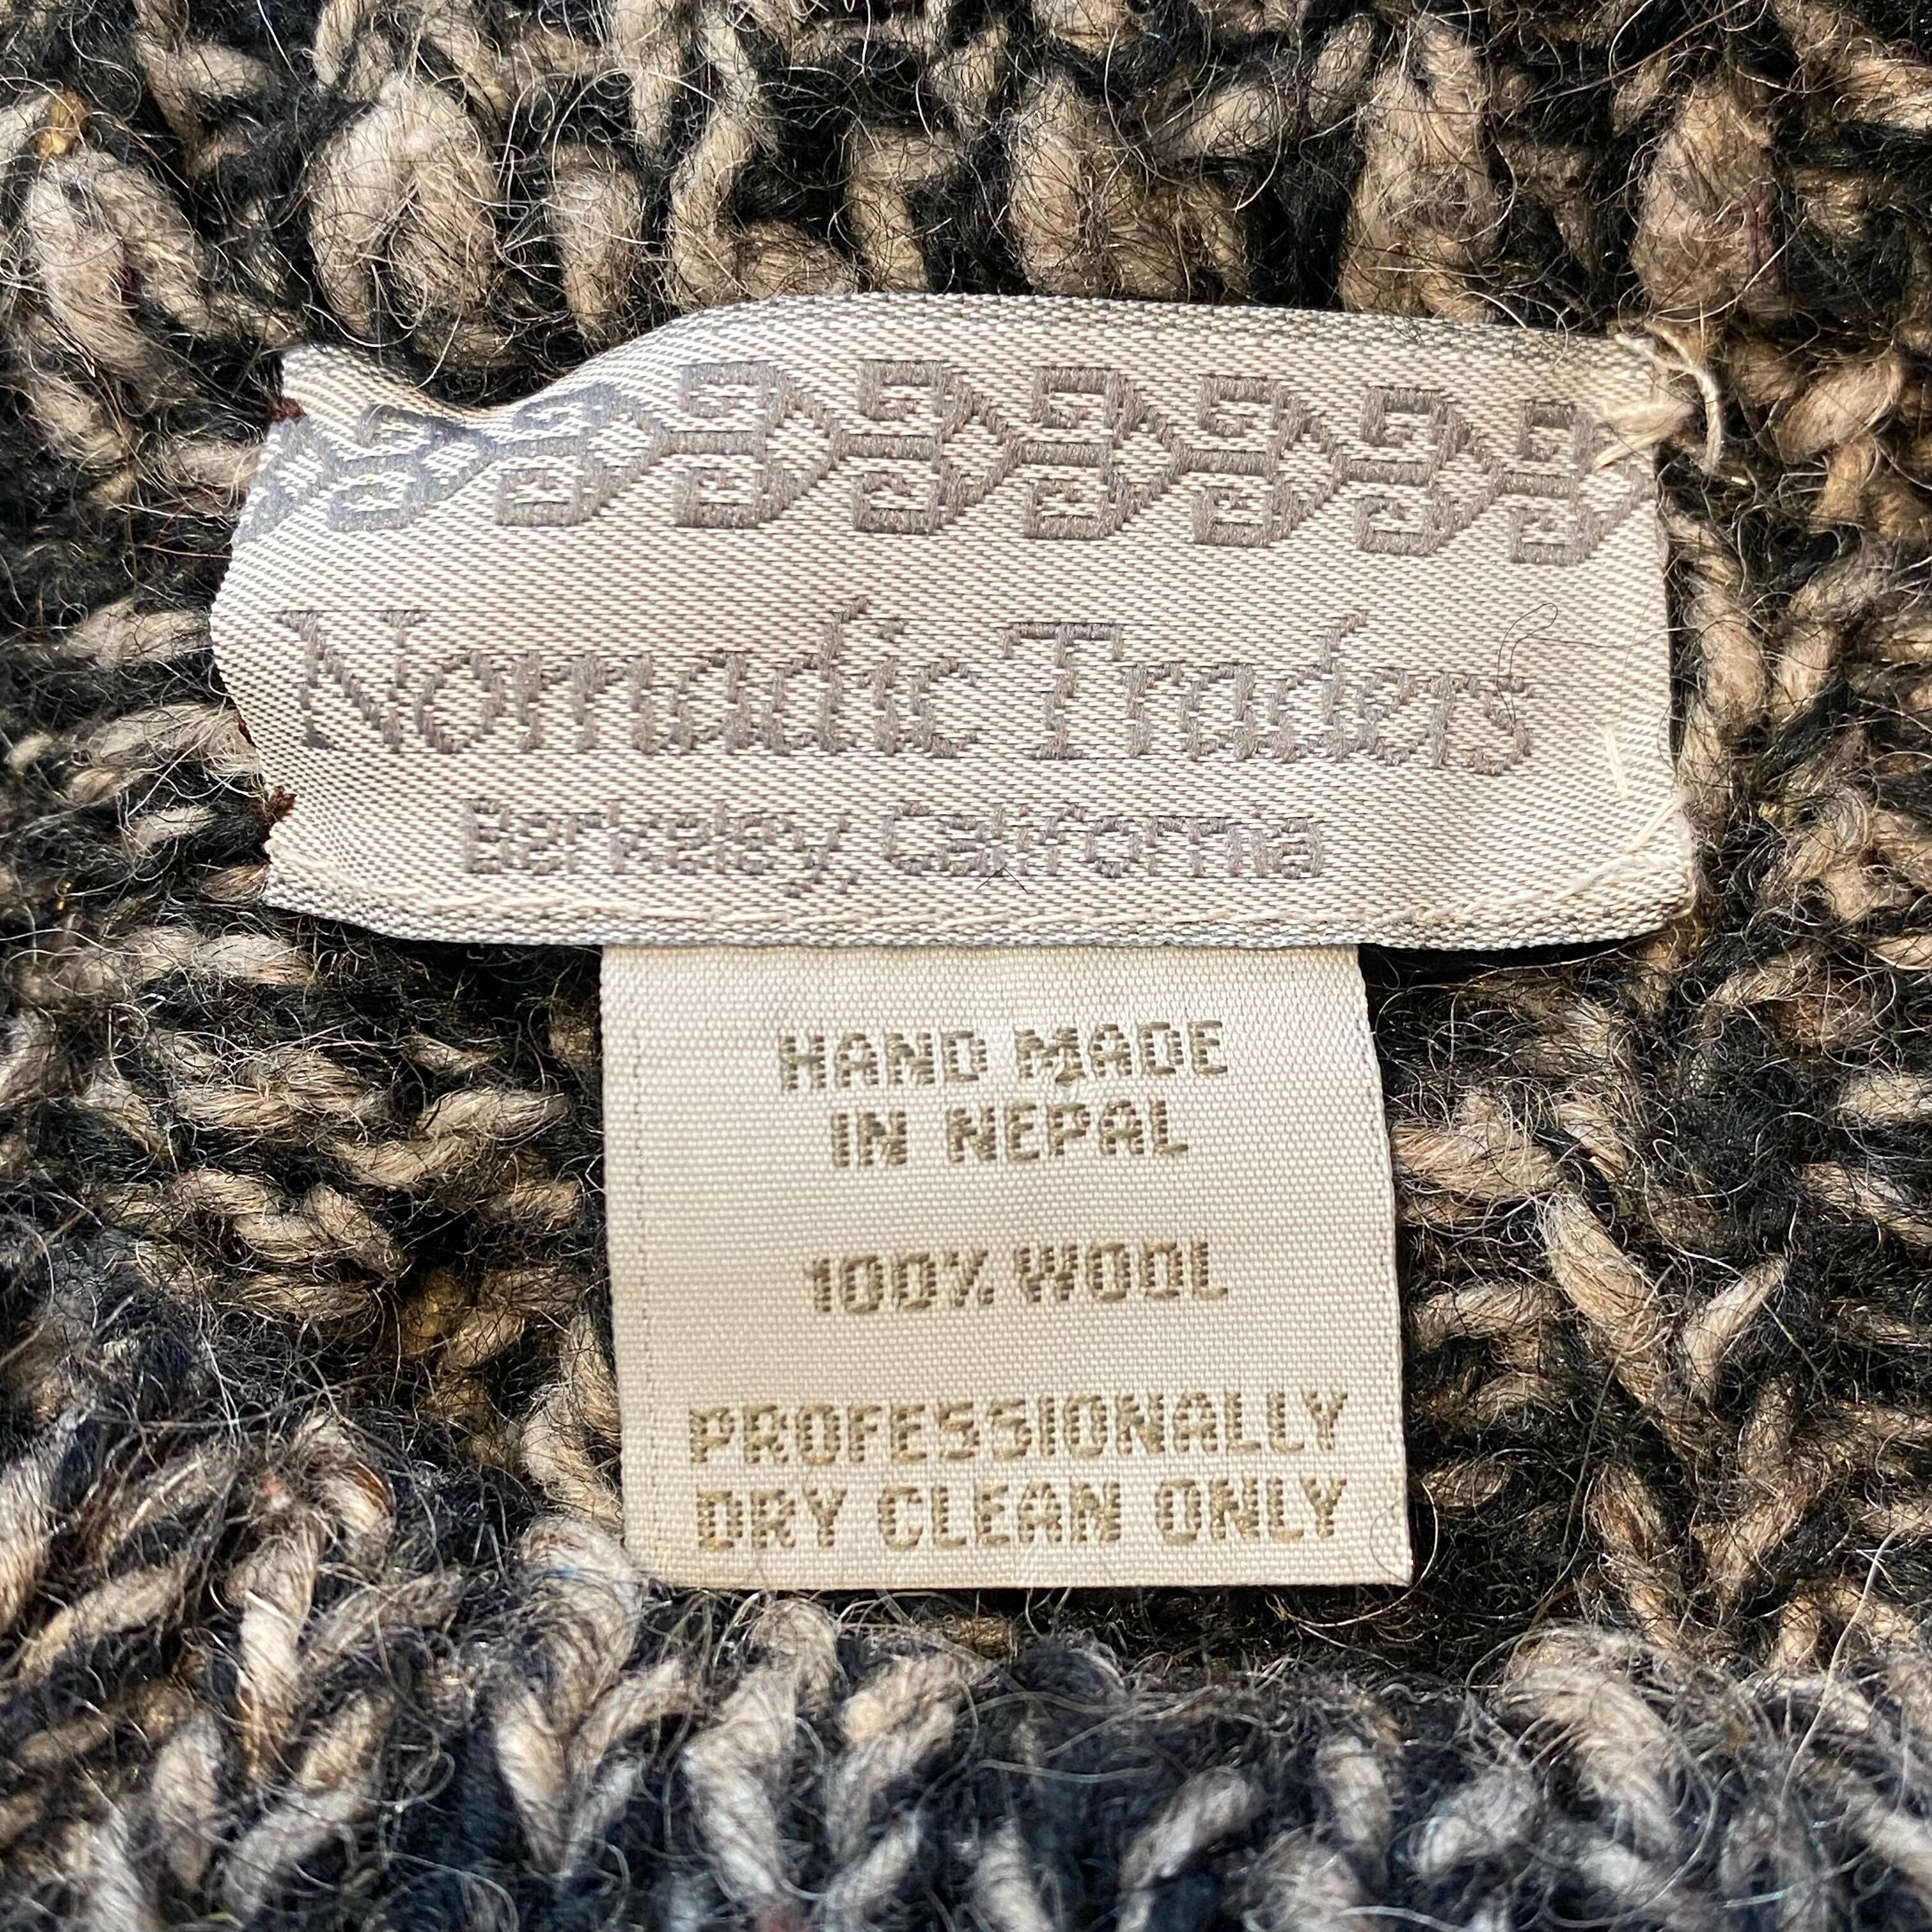 Nomadic Traders
Berkeley, California
HAND MADE
IN NEPAL
100% WOOL
PROFESSIONALLY
DRY CLEAN ONLY